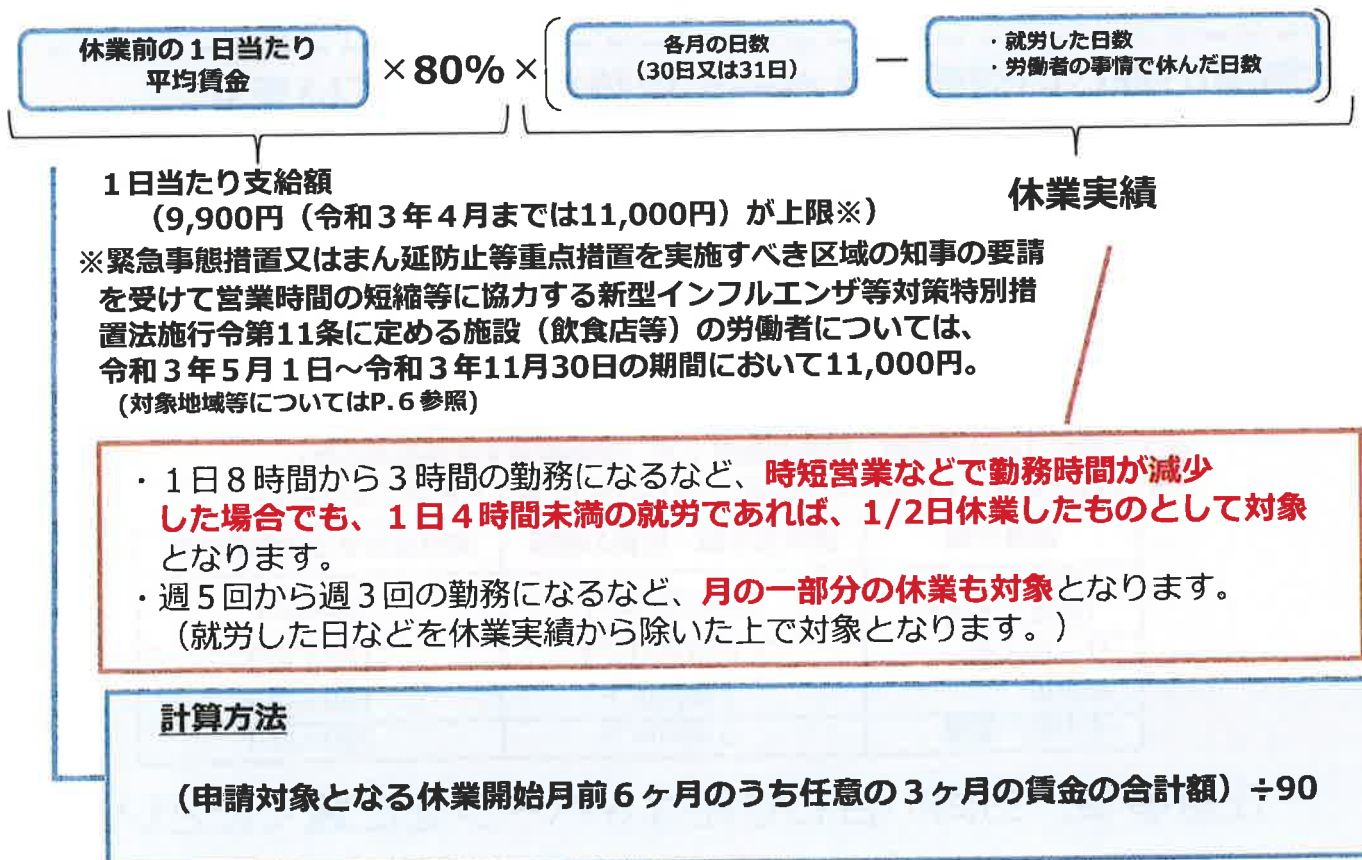 休業前の1日当たり
平均賃金
×80%×
各月の日数
(30日又は31日)
ー
・就労した日数
・労働者の事情で休んだ日数
1日当たり支給額
（9,900円（令和3年4月までは11,000円）が上限※）
休業実績
※緊急事態措置又はまん延防止等重点措置を実施すべき区域の知事の要請
を受けて営業時間の短縮等に協力する新型インフルエンザ等対策特別措
置法施行令第11条に定める施設（飲食店等）の労働者については、
令和3年5月1日～令和3年11月30日の期間において11,000円。
(対象地域等についてはP.6参照)
・1日8時間から3時間の勤務になるなど、時短営業などで勤務時間が減少
した場合でも、1日4時間未満の就労であれば、1/2日休業したものとして対象
となります。
・週5回から週3回の勤務になるなど、月の一部分の休業も対象となります。
（就労した日などを休業実績から除いた上で対象となります。）
計算方法
（申請対象となる休業開始月前6ヶ月のうち任意の3ヶ月の賃金の合計額）÷90